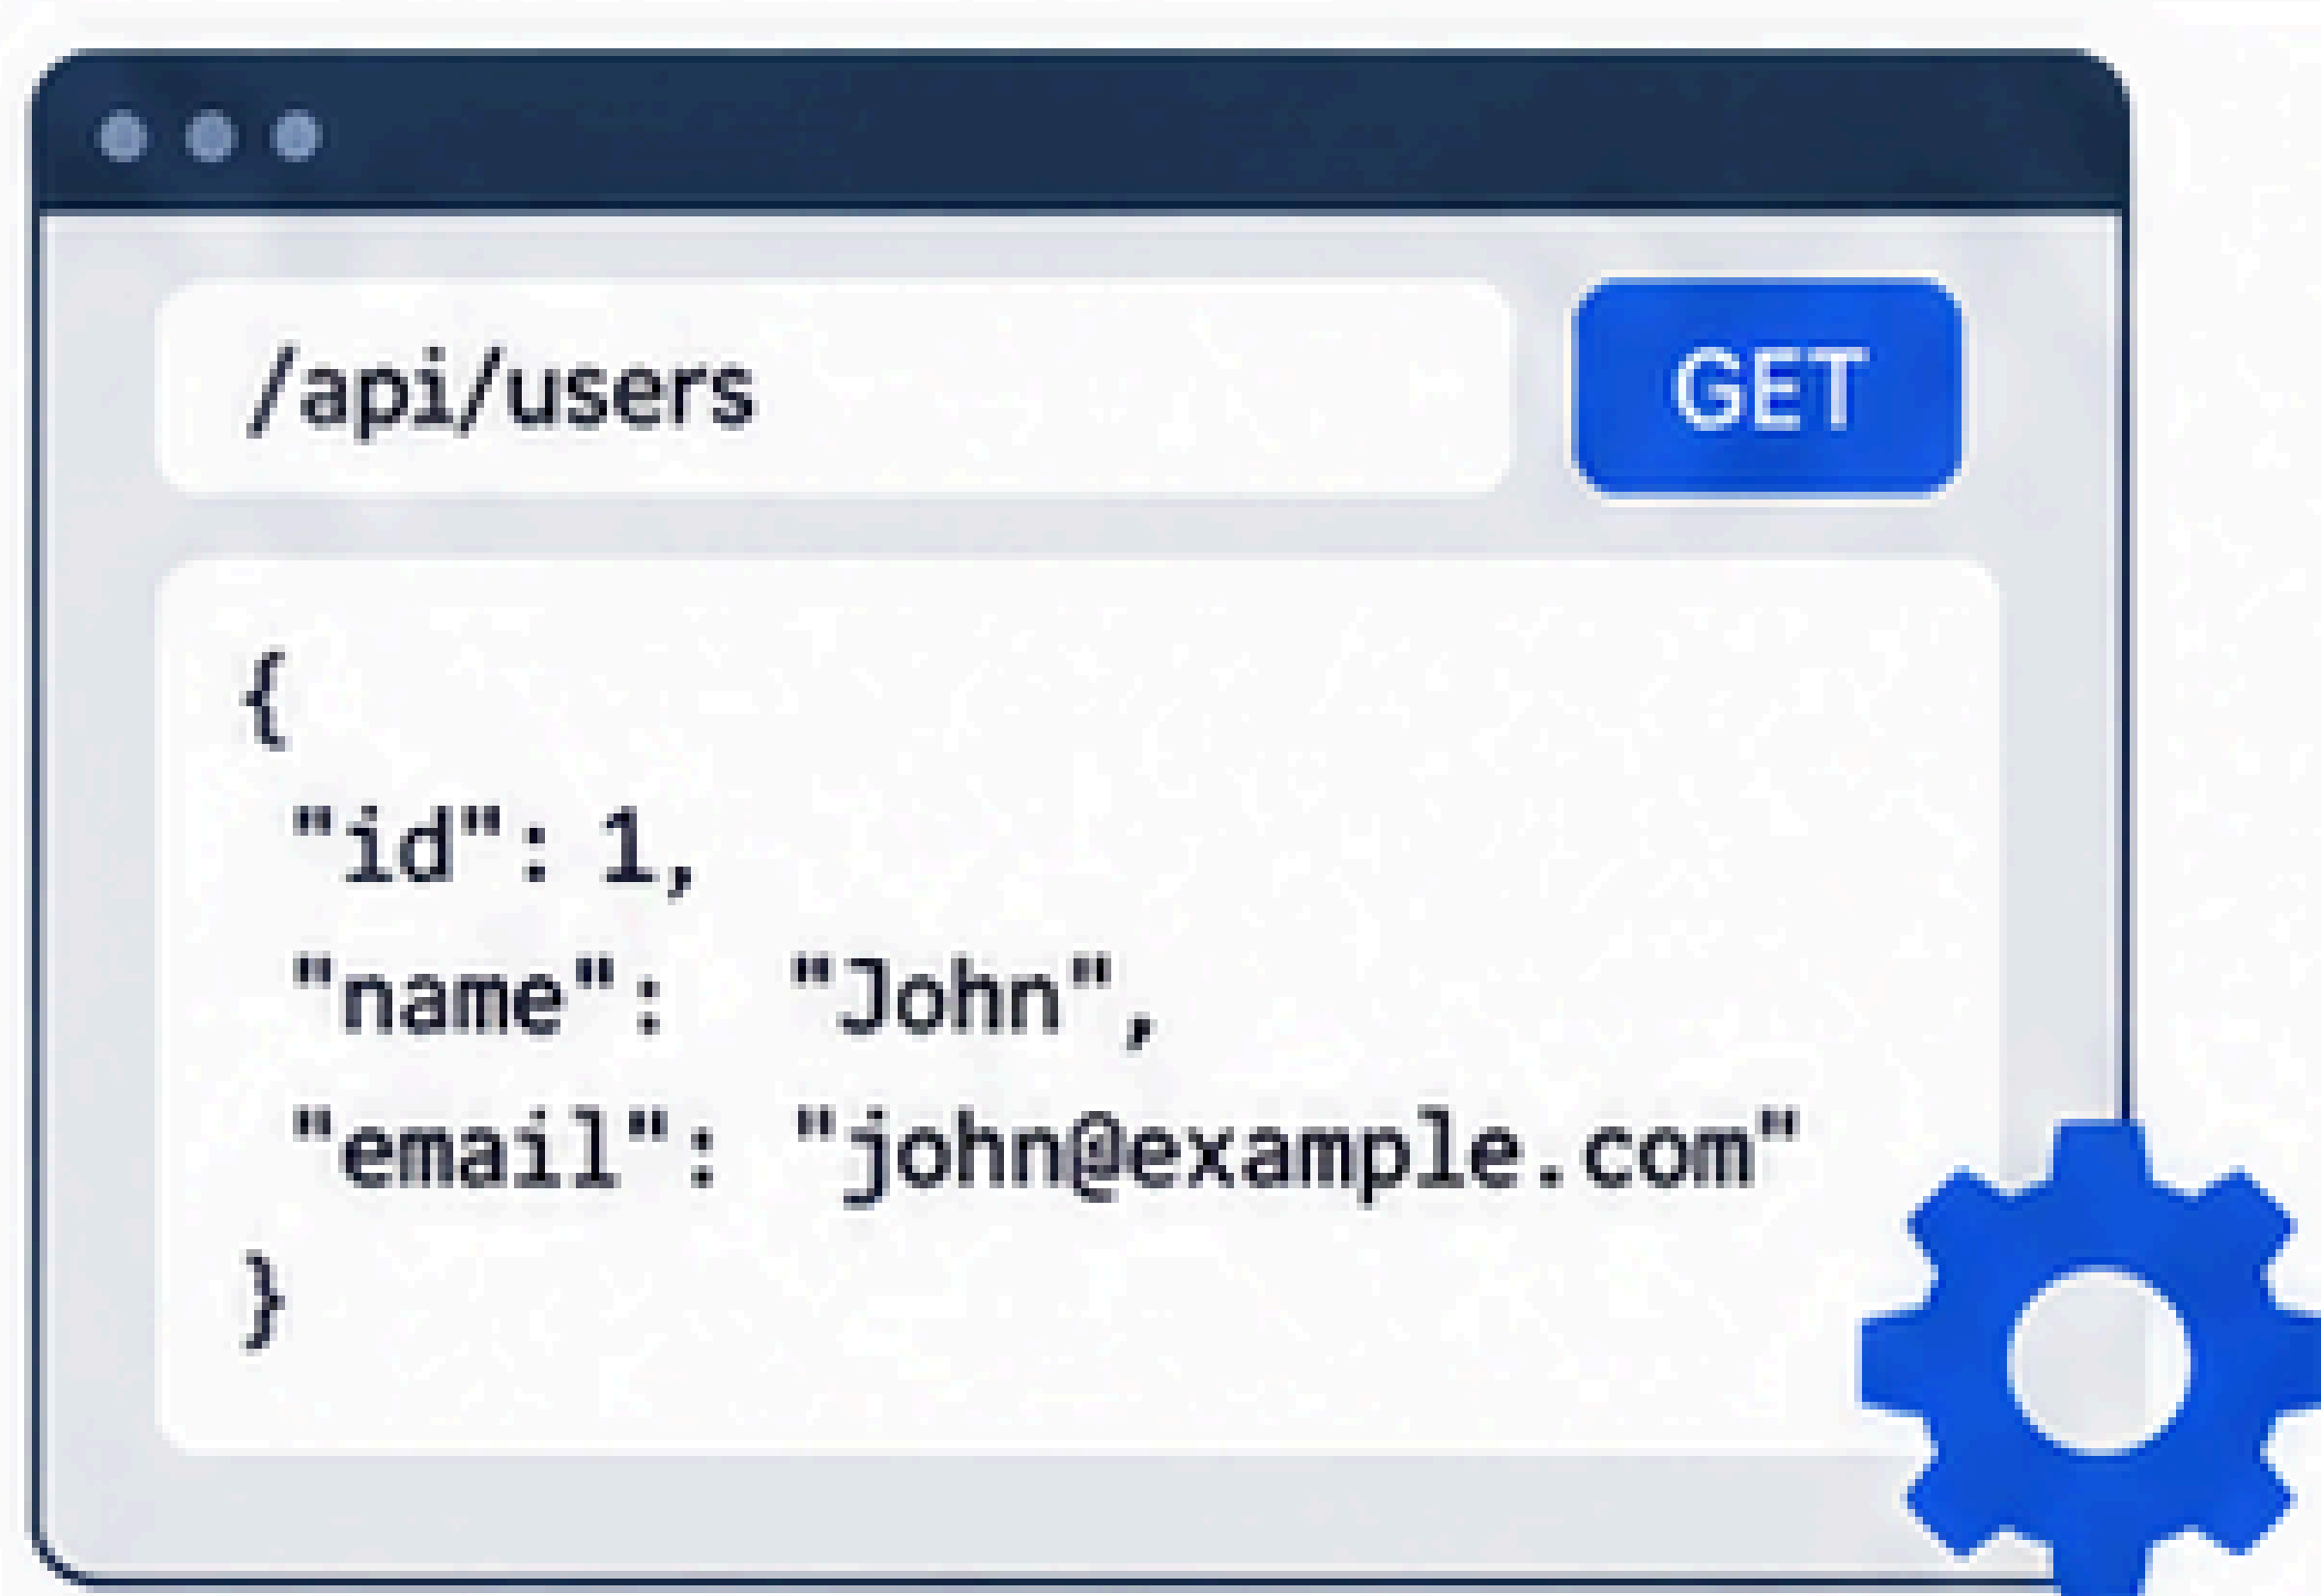 /api/users
GET
{
"id": 1,
"name": "John",
"email": "john@example.com"
}